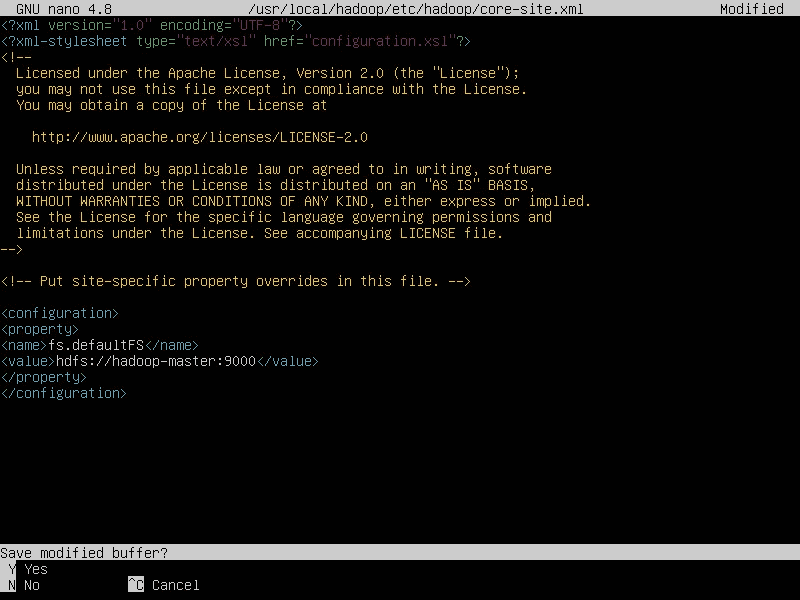 GNU nano 4.8 /usr/local/hadoop/etc/hadoop/core-site.xml Modified
<?xml version="1.0" encoding="UTF-8"?>
<?xml-stylesheet type="text/xsl" href="configuration.xsl"?>
<!--
Licensed under the Apache License, Version 2.0 (the "License");
you may not use this file except in compliance with the License.
You may obtain a copy of the License at
http://www.apache.org/licenses/LICENSE-2.0
Unless required by applicable law or agreed to in writing, software
distributed under the License is distributed on an "AS IS" BASIS,
WITHOUT WARRANTIES OR CONDITIONS OF ANY KIND, either express or implied.
See the License for the specific language governing permissions and
limitations under the License. See accompanying LICENSE file.
-->
<!-- Put site-specific property overrides in this file. -->
<configuration>
<property>
<name>fs.defaultFS</name>
<value>hdfs://hadoop-master:9000</value>
</property>
</configuration>
Save modified buffer?
Y Yes
N No ^C Cancel